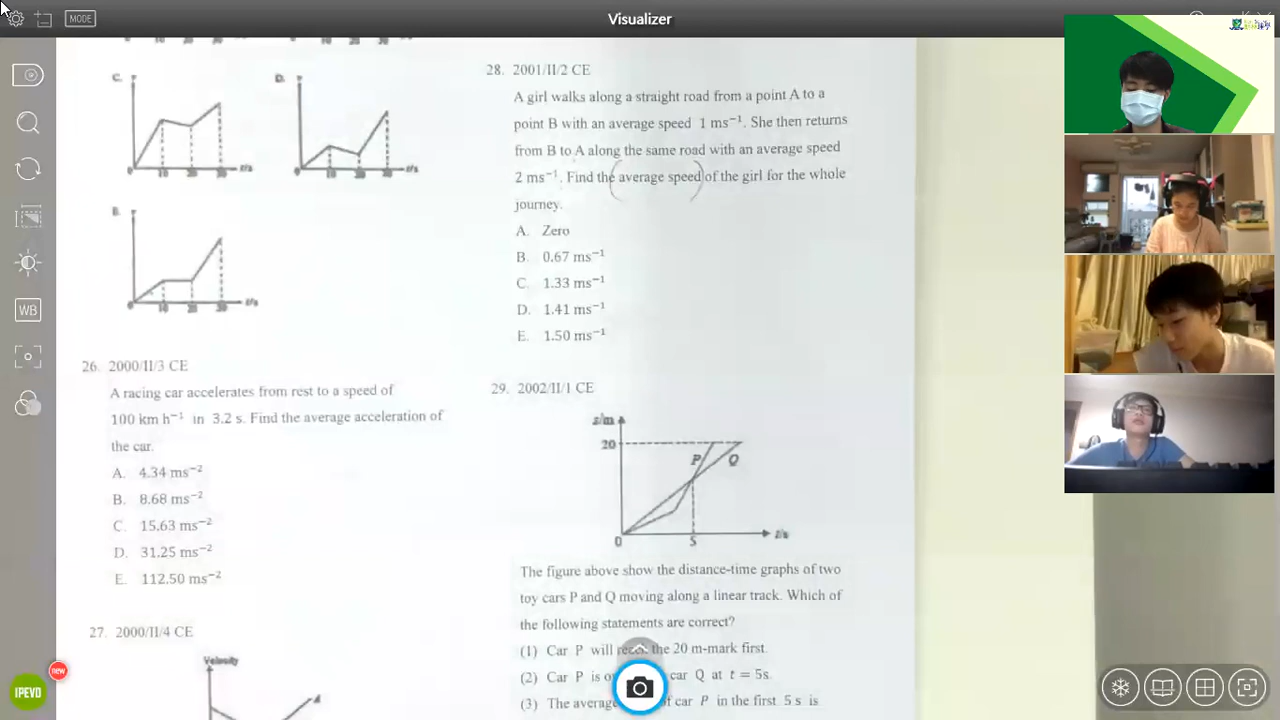 MODE
Visualizer
C.
t/s
D.
t/s
t/s
26. 2000/II/3 CE
A racing car accelerates from rest to a speed of
100 km h⁻¹ in 3.2 s. Find the average acceleration of
the car.
A. 4.34 ms⁻²
B. 8.68 ms⁻²
C. 15.63 ms⁻²
D. 31.25 ms⁻²
E. 112.50 ms⁻²
27. 2000/II/4 CE
Velocity
28. 2001/II/2 CE
A girl walks along a straight road from a point A to a
point B with an average speed 1 ms⁻¹. She then returns
from B to A along the same road with an average speed
2 ms⁻¹. Find the average speed of the girl for the whole
journey.
A. Zero
B. 0.67 ms⁻¹
C. 1.33 ms⁻¹
D. 1.41 ms⁻¹
E. 1.50 ms⁻¹
29. 2002/II/1 CE
s/m
20
P Q
0 5 t/s
The figure above show the distance-time graphs of two
toy cars P and Q moving along a linear track. Which of
the following statements are correct?
(1) Car P will the 20 m-mark first.
(2) Car P is car Q at t = 5s.
(3) The average of car P in the first 5 s is
WB
IPEVO
new